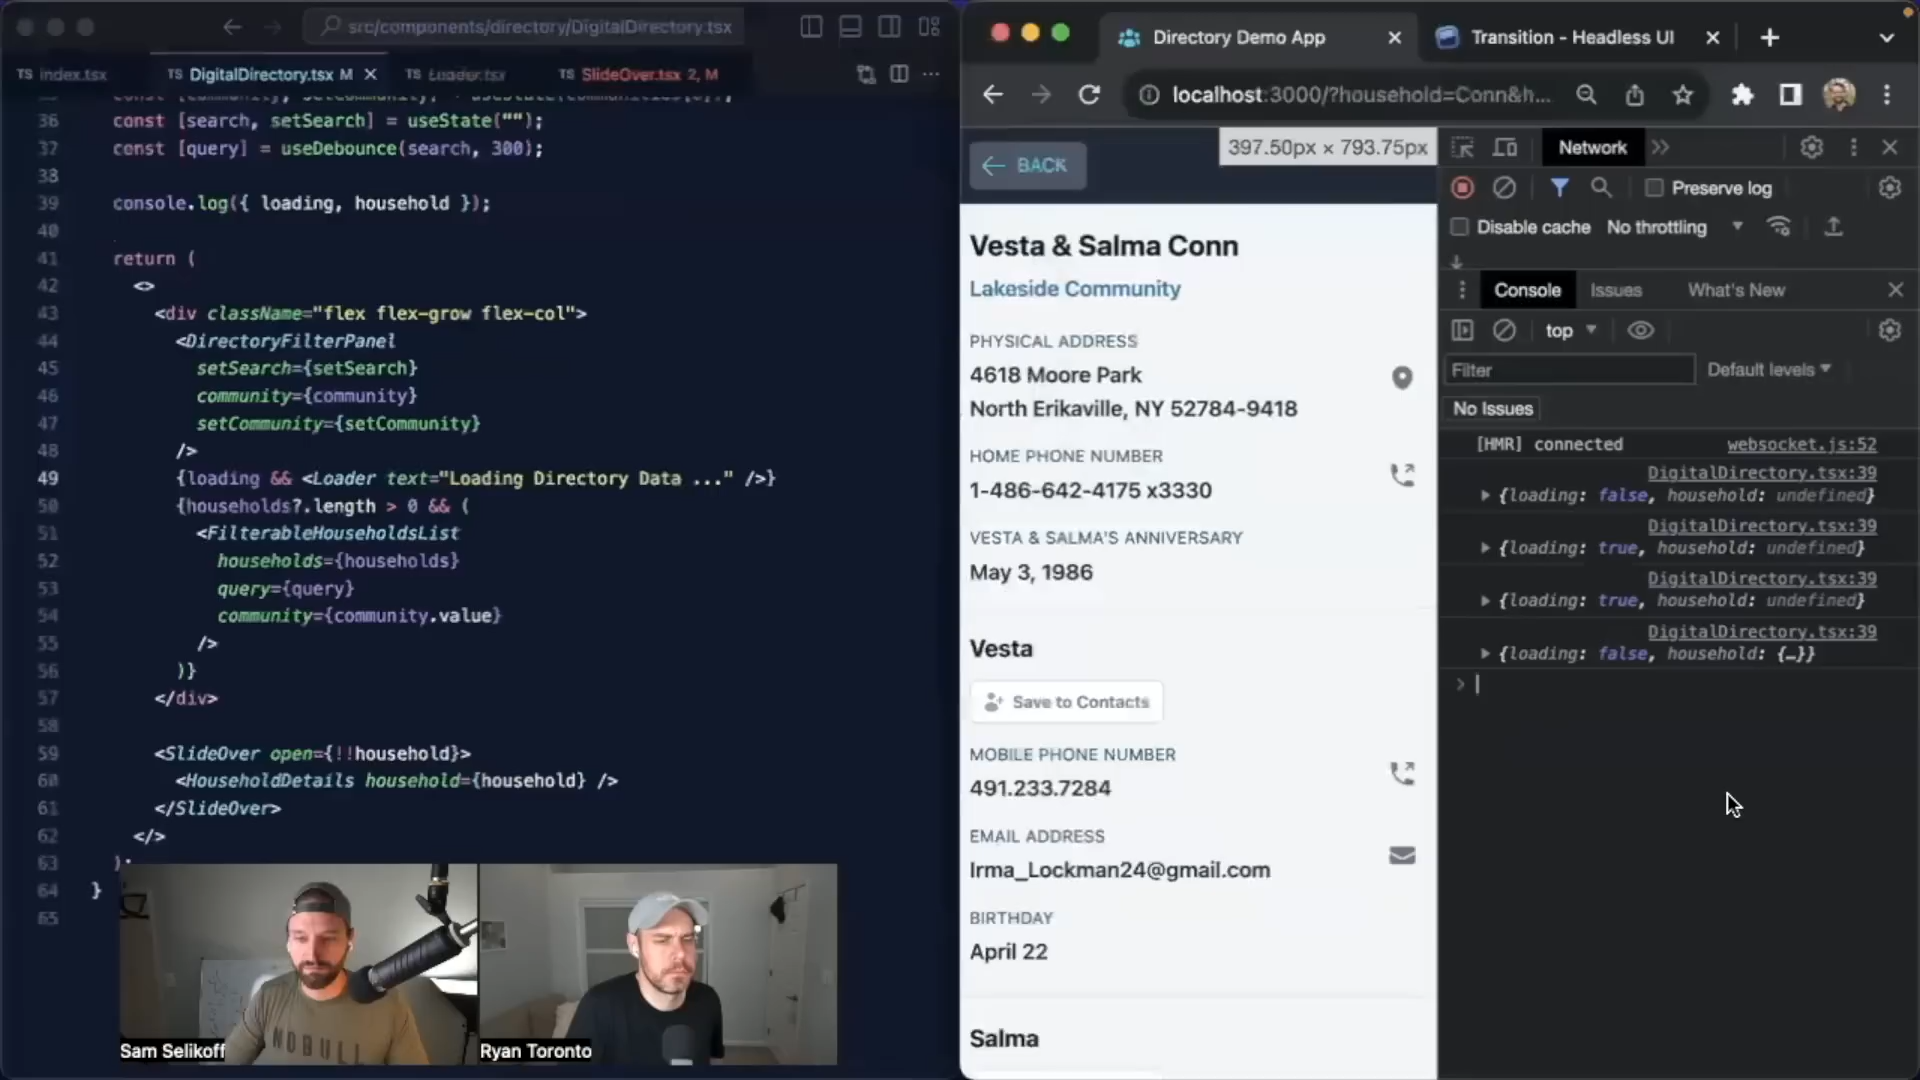 src/components/directory/DigitalDirectory.tsx
TS index.tsx
TS DigitalDirectory.tsx M
TS Loader.tsx
TS SlideOver.tsx 2, M
36 const [search, setSearch] = useState("");
37 const [query] = useDebounce(search, 300);
38
39 console.log({ loading, household });
40
41 return (
42 <>
43 <div className="flex flex-grow flex-col">
44 <DirectoryFilterPanel
45 setSearch={setSearch}
46 community={community}
47 setCommunity={setCommunity}
48 />
49 {loading && <Loader text="Loading Directory Data ..." />}
50 {households?.length > 0 && (
51 <FilterableHouseholdsList
52 households={households}
53 query={query}
54 community={community.value}
55 />
56 )}
57 </div>
58
59 <SlideOver open={!!household}>
60 <HouseholdDetails household={household} />
61 </SlideOver>
62 </>
63 );
64 }
65
Sam Selikoff
NOBULL
Ryan Toronto
Directory Demo App
Transition - Headless UI
localhost:3000/?household=Conn&h...
BACK
397.50px × 793.75px
Vesta & Salma Conn
Lakeside Community
PHYSICAL ADDRESS
4618 Moore Park
North Erikaville, NY 52784-9418
HOME PHONE NUMBER
1-486-642-4175 x3330
VESTA & SALMA'S ANNIVERSARY
May 3, 1986
Vesta
Save to Contacts
MOBILE PHONE NUMBER
491.233.7284
EMAIL ADDRESS
Irma_Lockman24@gmail.com
BIRTHDAY
April 22
Salma
Network
Preserve log
Disable cache No throttling
Console Issues What's New
top
Filter
Default levels
No Issues
[HMR] connected websocket.js:52
DigitalDirectory.tsx:39
{loading: false, household: undefined}
DigitalDirectory.tsx:39
{loading: true, household: undefined}
DigitalDirectory.tsx:39
{loading: true, household: undefined}
DigitalDirectory.tsx:39
{loading: false, household: {…}}